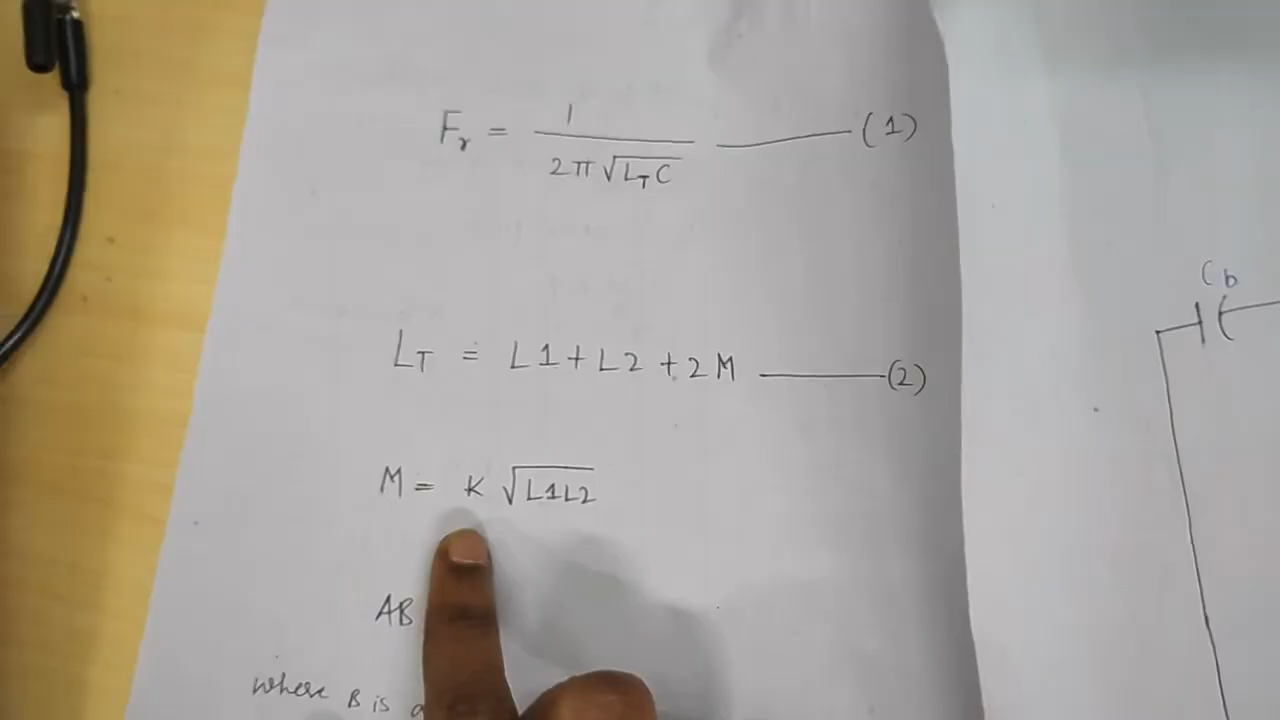 Fr = 1 / 2π √LTC (1)
LT = L1 + L2 + 2M (2)
M = K √L1L2
AB
where B is
Cb